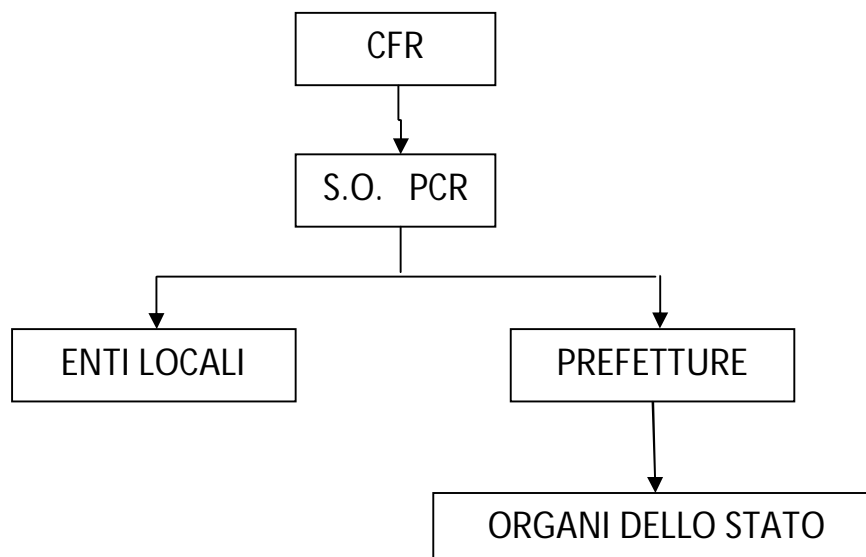 CFR
S.O. PCR
ENTI LOCALI
PREFETTURE
ORGANI DELLO STATO